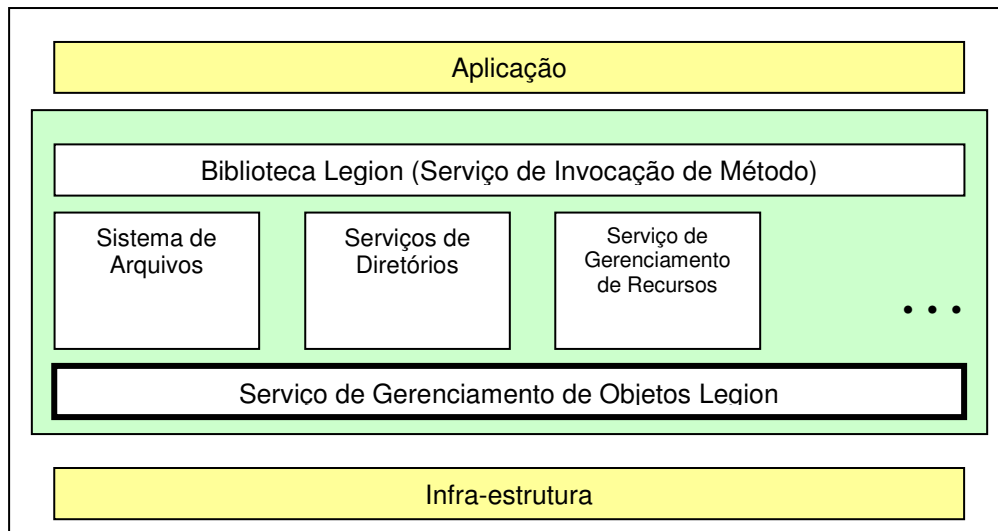 Aplicação
Biblioteca Legion (Serviço de Invocação de Método)
Sistema de
Arquivos
Serviços de
Diretórios
Serviço de
Gerenciamento
de Recursos
. . .
Serviço de Gerenciamento de Objetos Legion
Infra-estrutura